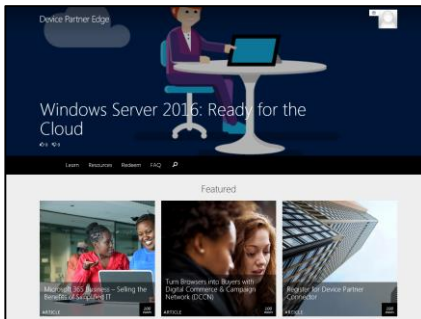 Device Partner Edge
Windows Server 2016: Ready for the
Cloud
Learn Resources Redeem FAQ
Featured
Microsoft 365 Business – Selling the
Benefits of Simplified IT
ARTICLE
Turn Browsers into Buyers with
Digital Commerce & Campaign
Network (DCCN)
ARTICLE
Register for Device Partner
Connector
ARTICLE